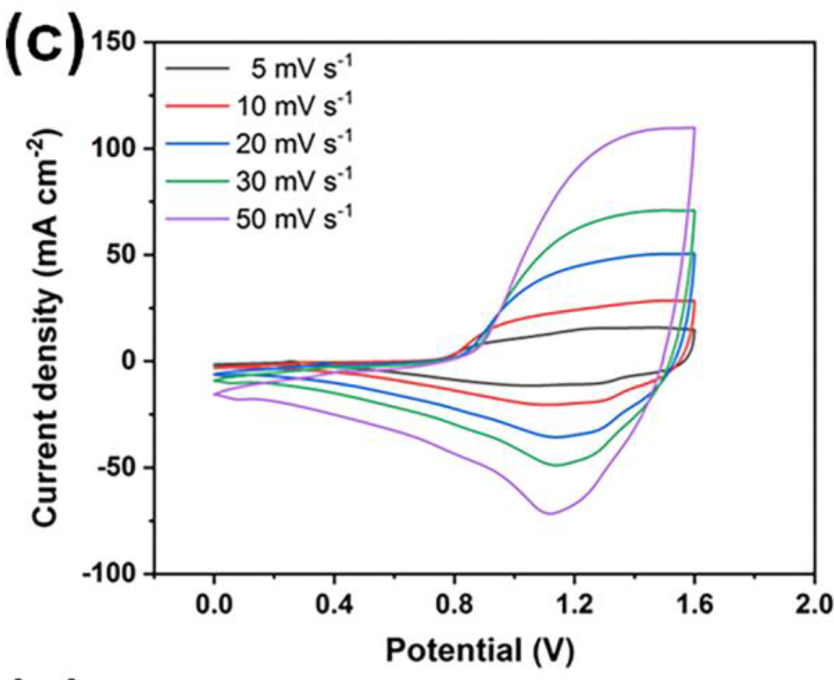 (c)
150
100
50
0
-50
-100
Current density (mA cm-2)
5 mV s-1
10 mV s-1
20 mV s-1
30 mV s-1
50 mV s-1
0.0 0.4 0.8 1.2 1.6 2.0
Potential (V)